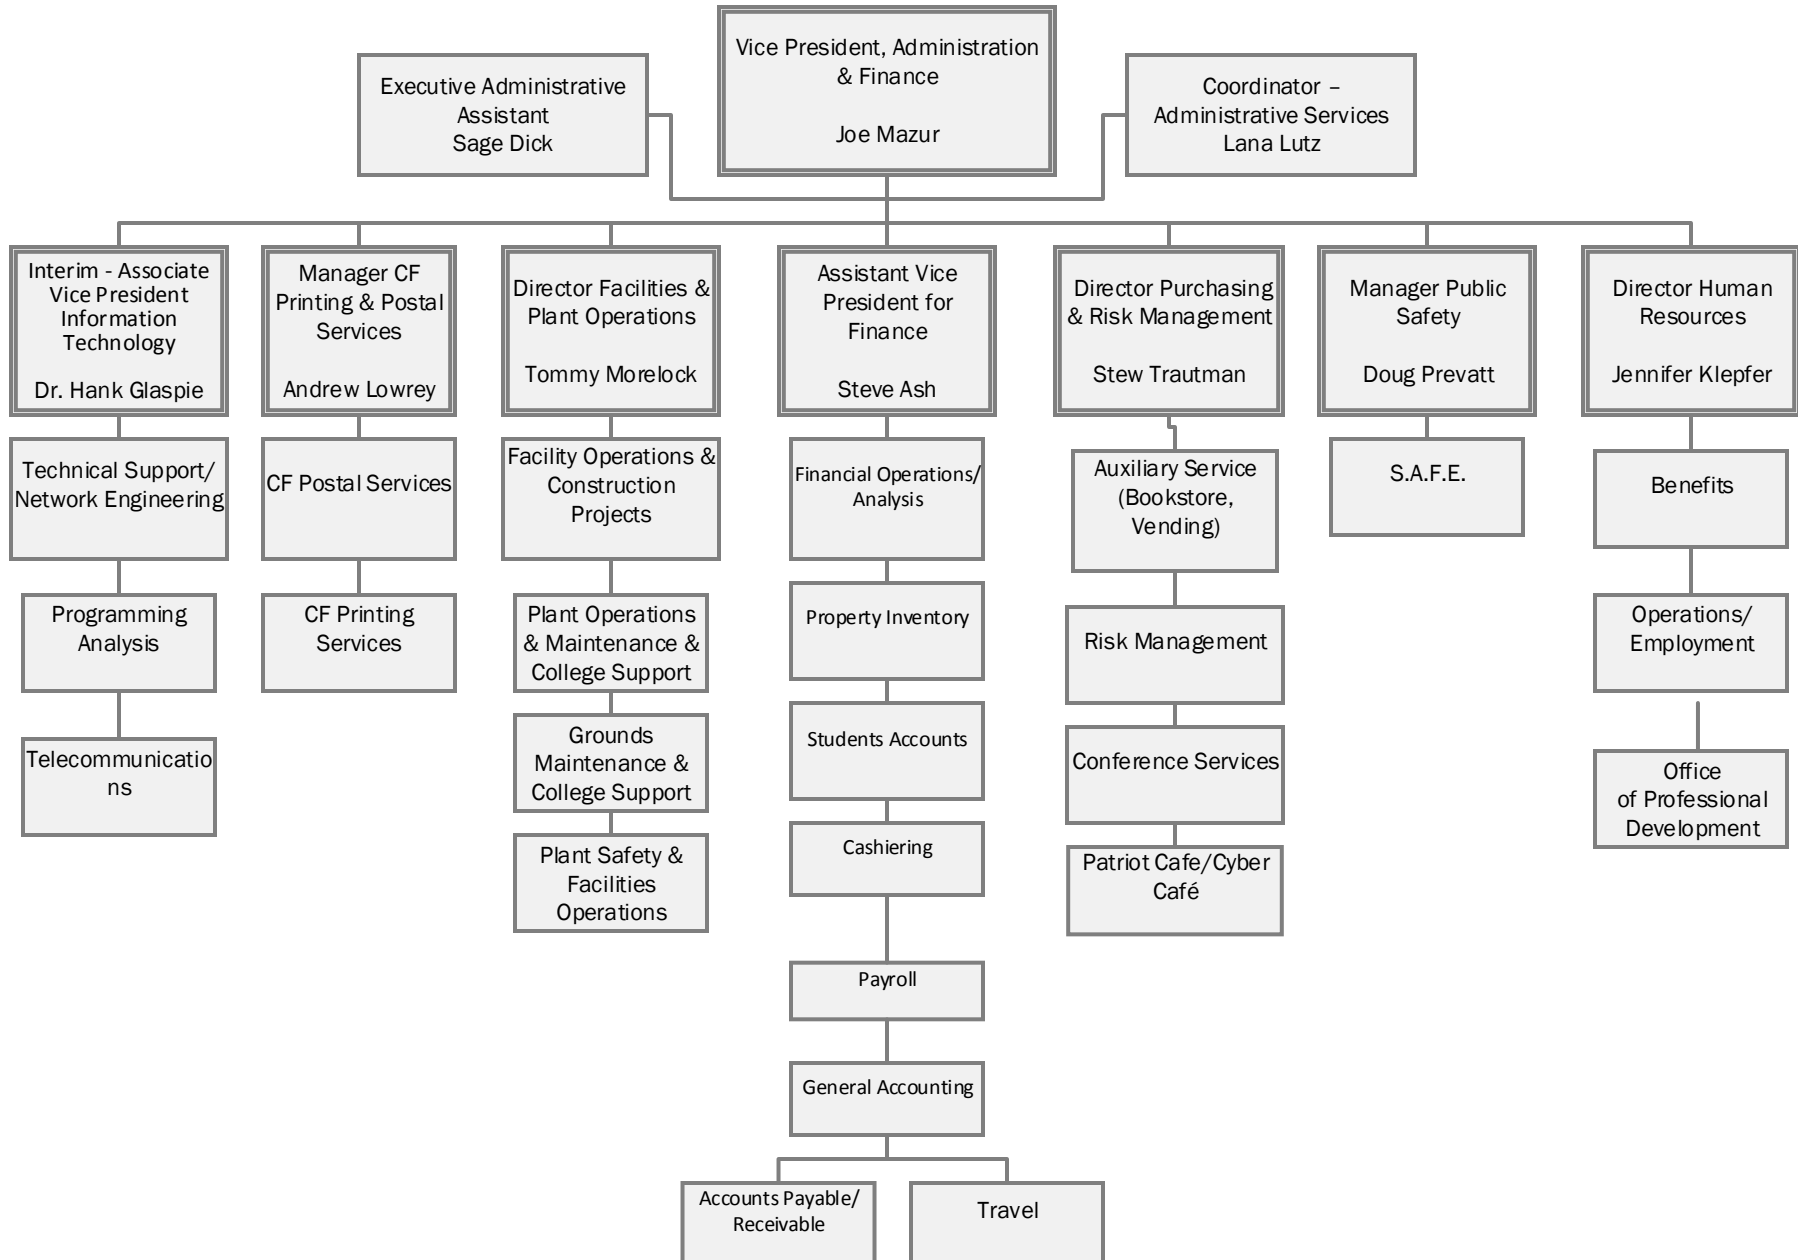 Vice President, Administration
& Finance
Joe Mazur
Executive Administrative
Assistant
Sage Dick
Coordinator –
Administrative Services
Lana Lutz
Interim - Associate
Vice President
Information
Technology
Dr. Hank Glaspie
Manager CF
Printing & Postal
Services
Andrew Lowrey
Director Facilities &
Plant Operations
Tommy Morelock
Assistant Vice
President for
Finance
Steve Ash
Director Purchasing
& Risk Management
Stew Trautman
Manager Public
Safety
Doug Prevatt
Director Human
Resources
Jennifer Klepfer
Technical Support/
Network Engineering
Programming
Analysis
Telecommunicatio
ns
CF Postal Services
CF Printing
Services
Facility Operations &
Construction
Projects
Plant Operations
& Maintenance &
College Support
Grounds
Maintenance &
College Support
Plant Safety &
Facilities
Operations
Financial Operations/
Analysis
Property Inventory
Students Accounts
Cashiering
Payroll
General Accounting
Accounts Payable/
Receivable
Travel
Auxiliary Service
(Bookstore,
Vending)
Risk Management
Conference Services
Patriot Cafe/Cyber
Café
S.A.F.E.
Benefits
Operations/
Employment
Office
of Professional
Development